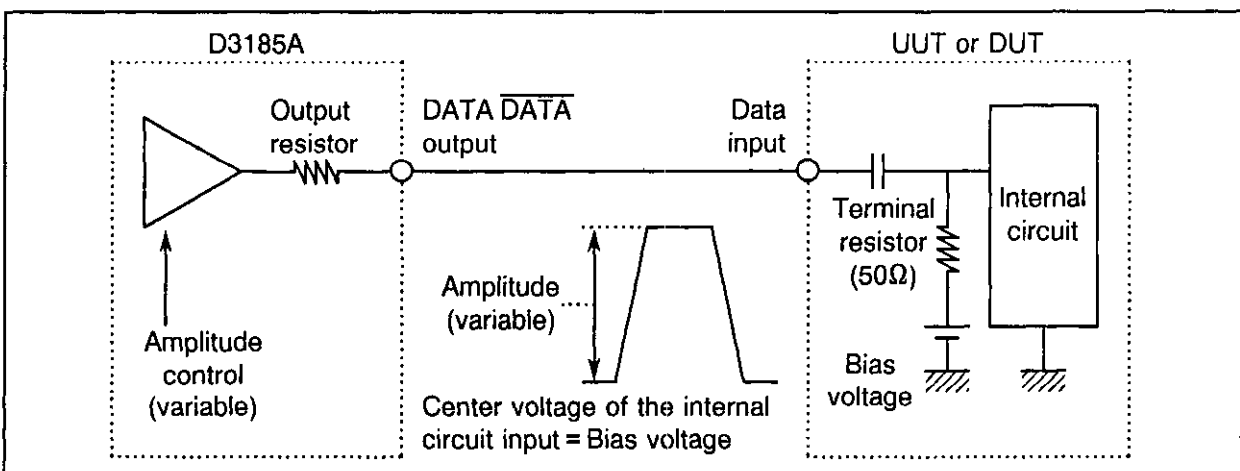 D3185A
UUT or DUT
Output
resistor
DATA D̅A̅T̅A̅
output
Data
input
Terminal
resistor
(50Ω)
Internal
circuit
Amplitude
(variable)
Amplitude
control
(variable)
Bias
voltage
Center voltage of the internal
circuit input = Bias voltage